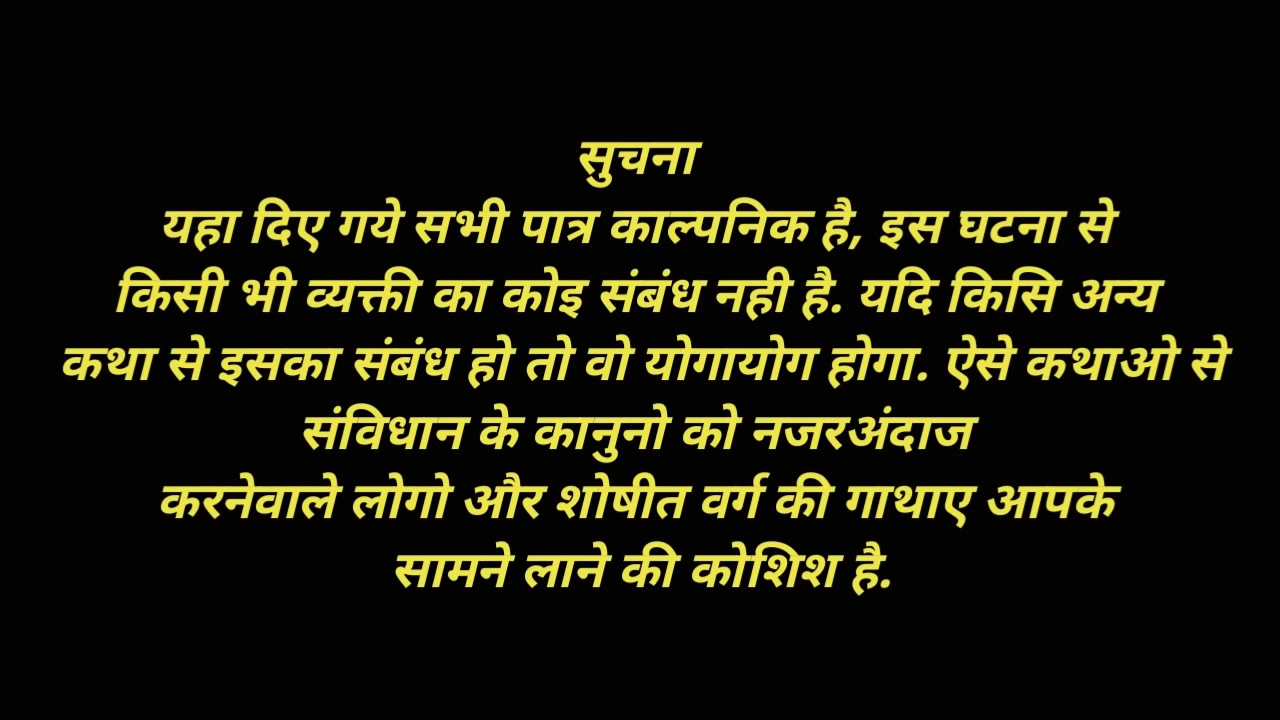 सुचना
यहा दिए गये सभी पात्र काल्पनिक है, इस घटना से
किसी भी व्यक्ती का कोइ संबंध नही है. यदि किसि अन्य
कथा से इसका संबंध हो तो वो योगायोग होगा. ऐसे कथाओ से
संविधान के कानुनो को नजरअंदाज
करनेवाले लोगो और शोषीत वर्ग की गाथाए आपके
सामने लाने की कोशिश है.